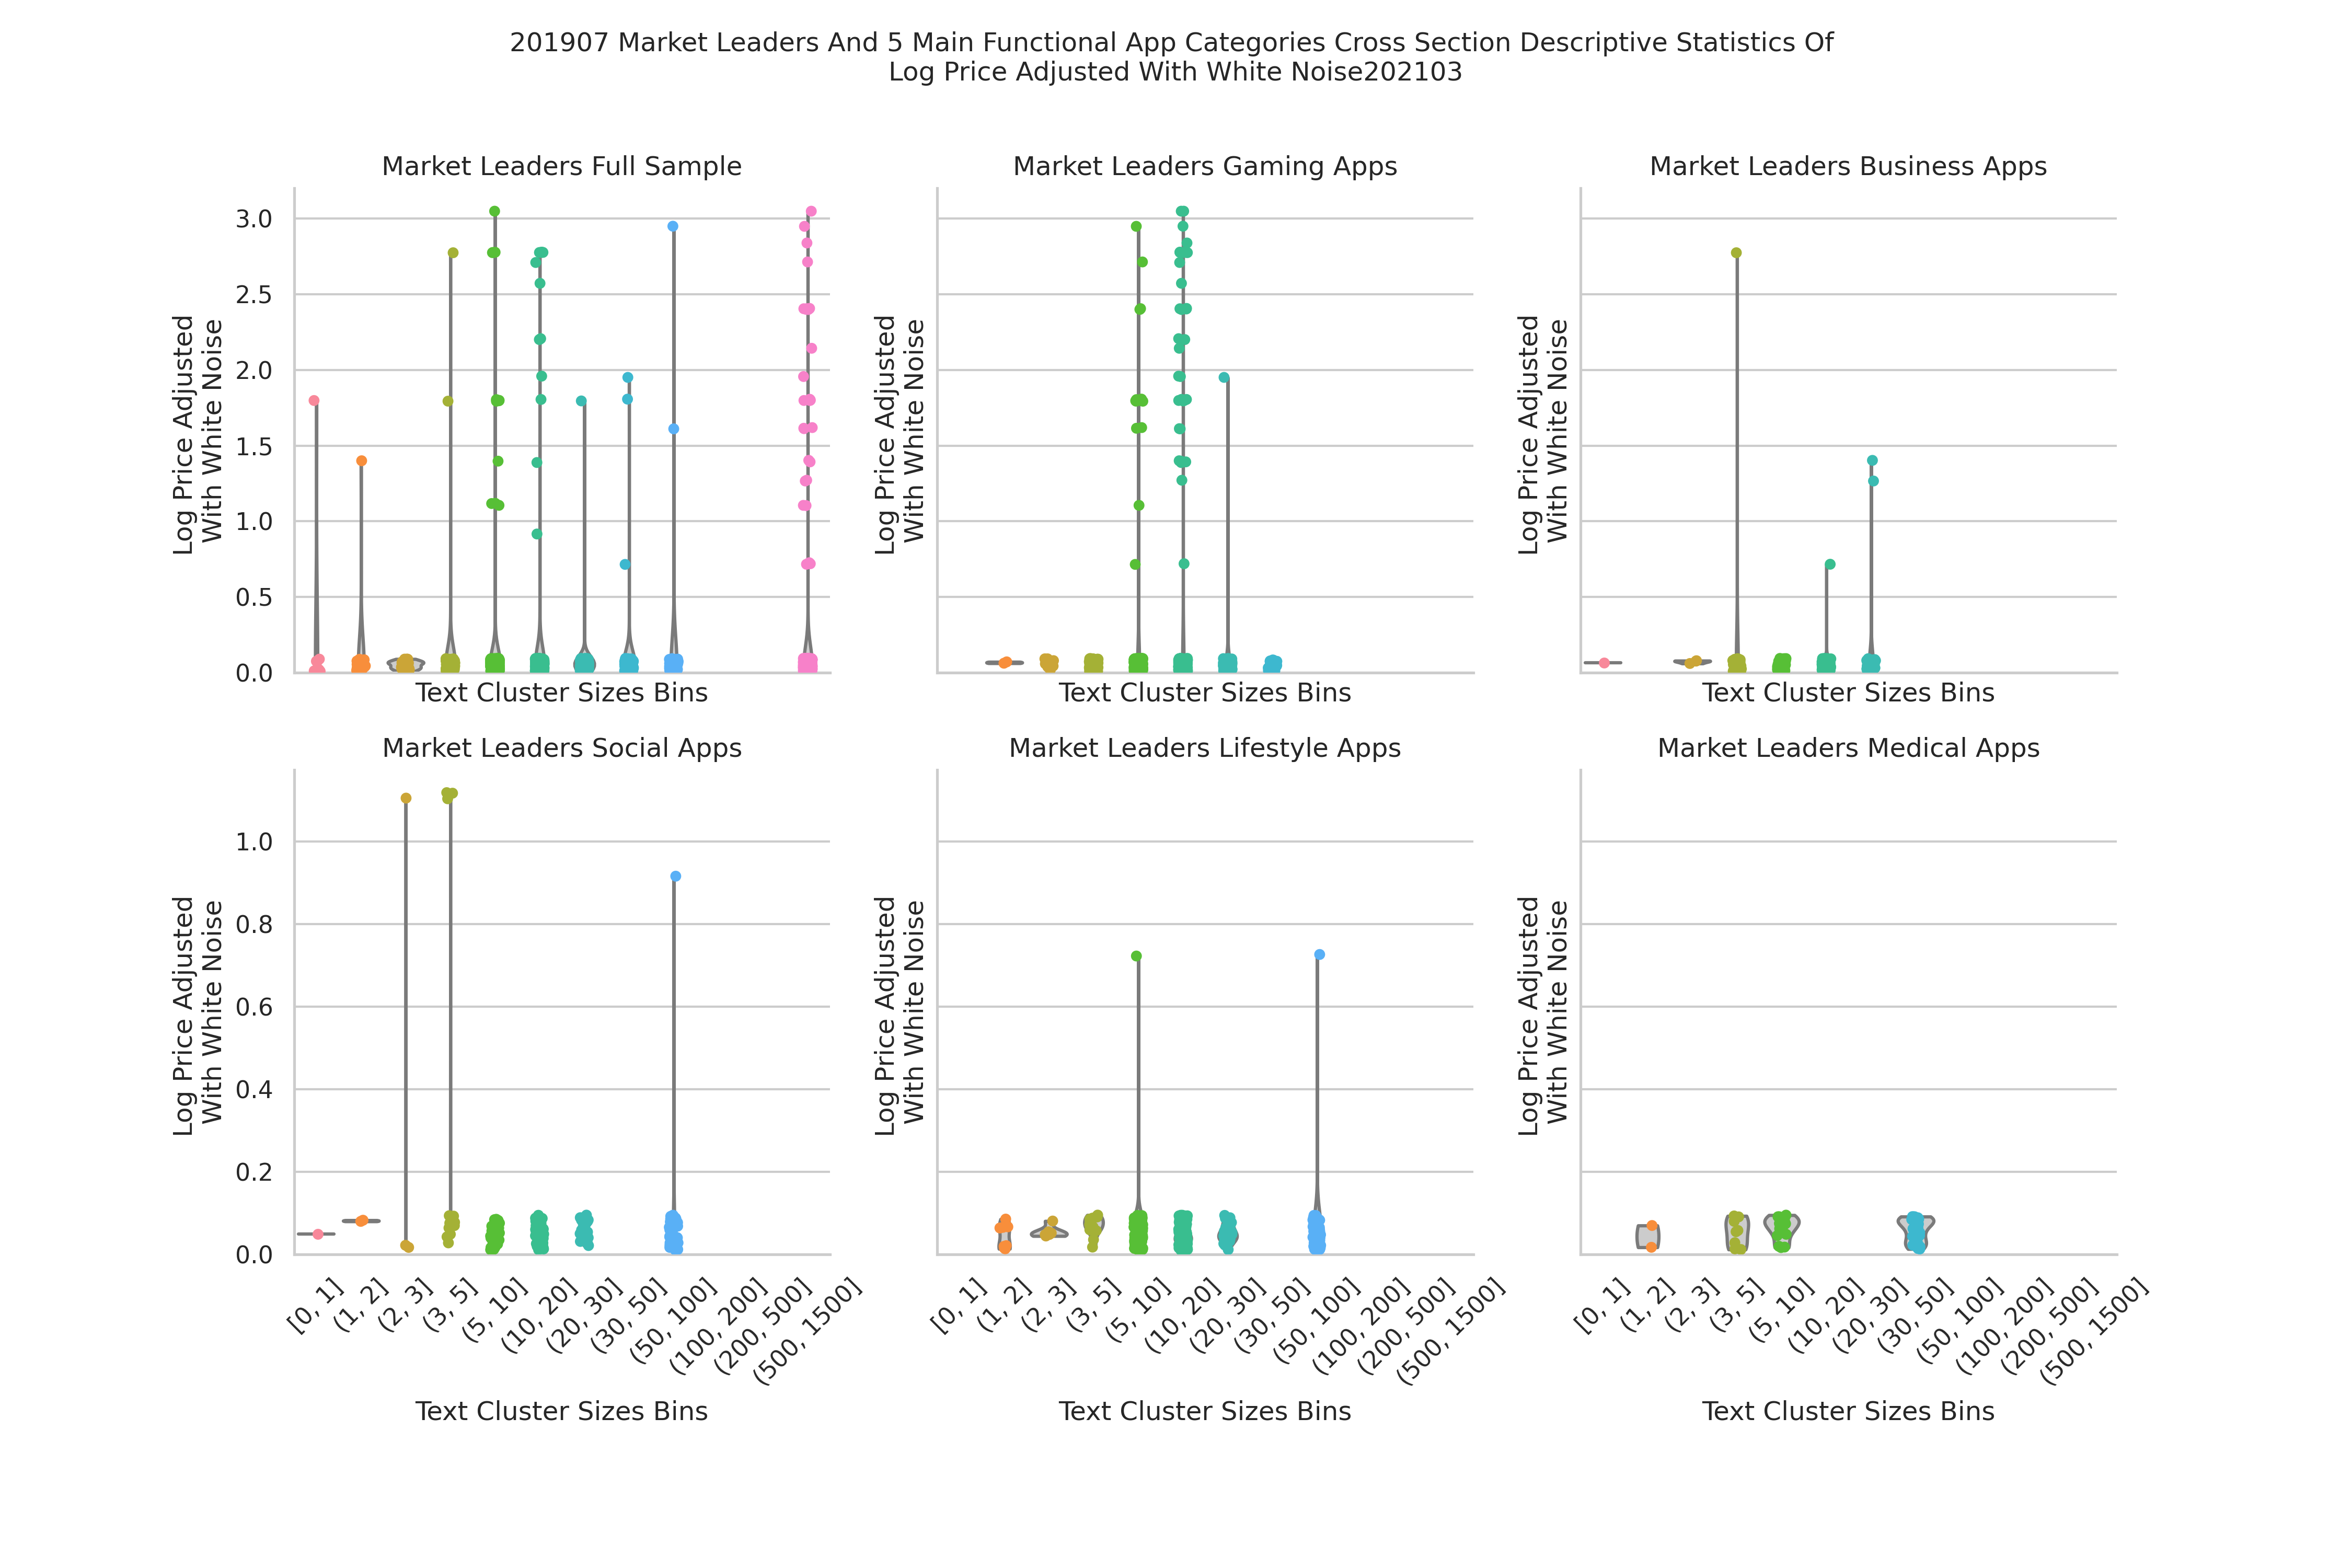 201907 Market Leaders And 5 Main Functional App Categories Cross Section Descriptive Statistics Of
Log Price Adjusted With White Noise202103
Market Leaders Full Sample
Market Leaders Gaming Apps
Market Leaders Business Apps
Log Price Adjusted
With White Noise
3.0
2.5
2.0
1.5
1.0
0.5
0.0
Log Price Adjusted
With White Noise
Log Price Adjusted
With White Noise
Text Cluster Sizes Bins
Text Cluster Sizes Bins
Text Cluster Sizes Bins
Market Leaders Social Apps
Market Leaders Lifestyle Apps
Market Leaders Medical Apps
Log Price Adjusted
With White Noise
1.0
0.8
0.6
0.4
0.2
0.0
Log Price Adjusted
With White Noise
Log Price Adjusted
With White Noise
[0, 1]
(1, 2]
(2, 3]
(3, 5]
(5, 10]
(10, 20]
(20, 30]
(30, 50]
(50, 100]
(100, 200]
(200, 500]
(500, 1500]
[0, 1]
(1, 2]
(2, 3]
(3, 5]
(5, 10]
(10, 20]
(20, 30]
(30, 50]
(50, 100]
(100, 200]
(200, 500]
(500, 1500]
[0, 1]
(1, 2]
(2, 3]
(3, 5]
(5, 10]
(10, 20]
(20, 30]
(30, 50]
(50, 100]
(100, 200]
(200, 500]
(500, 1500]
Text Cluster Sizes Bins
Text Cluster Sizes Bins
Text Cluster Sizes Bins